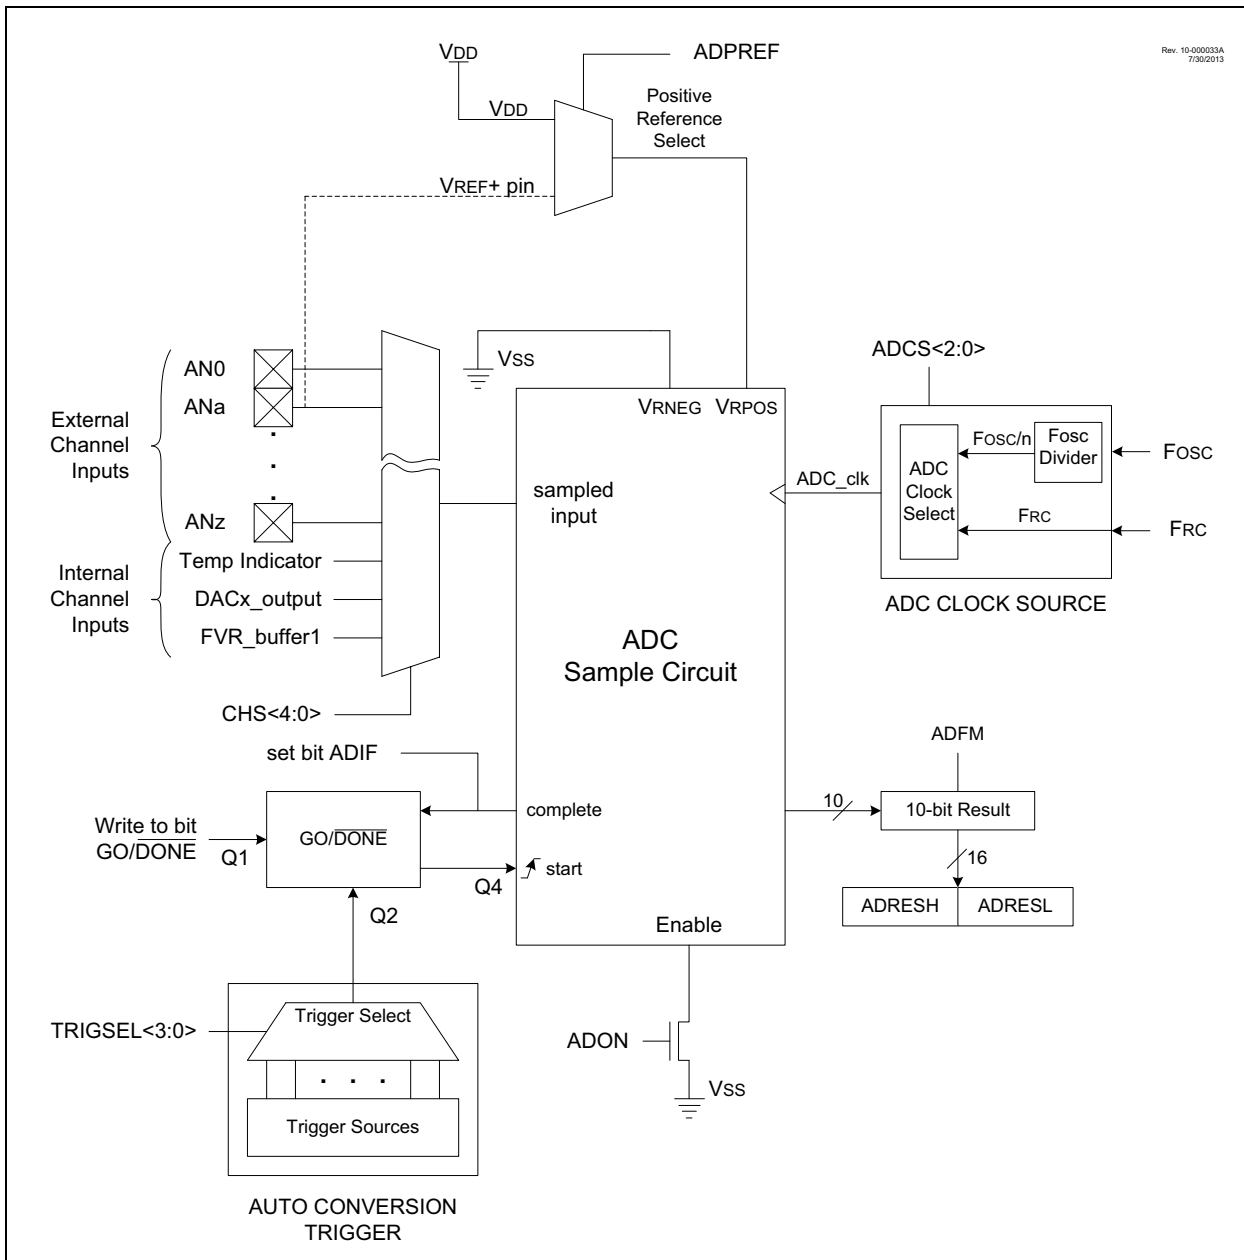 Rev. 10-000033A
7/30/2013
VDD
ADPREF
VDD
Positive
Reference
Select
VREF+ pin
AN0
ANa
External
Channel
Inputs
ANz
Internal
Channel
Inputs
Temp Indicator
DACx_output
FVR_buffer1
CHS<4:0>
VSS
VRNEG VRPOS
sampled
input
ADC_clk
ADC
Sample Circuit
ADCS<2:0>
ADC
Clock
Select
FOSC/n
Fosc
Divider
FOSC
FRC
FRC
ADC CLOCK SOURCE
set bit ADIF
complete
Write to bit
GO/DONE
Q1
GO/DONE
Q4
start
Q2
Enable
ADFM
10
10-bit Result
16
ADRESH
ADRESL
TRIGSEL<3:0>
Trigger Select
. . .
Trigger Sources
AUTO CONVERSION
TRIGGER
ADON
VSS